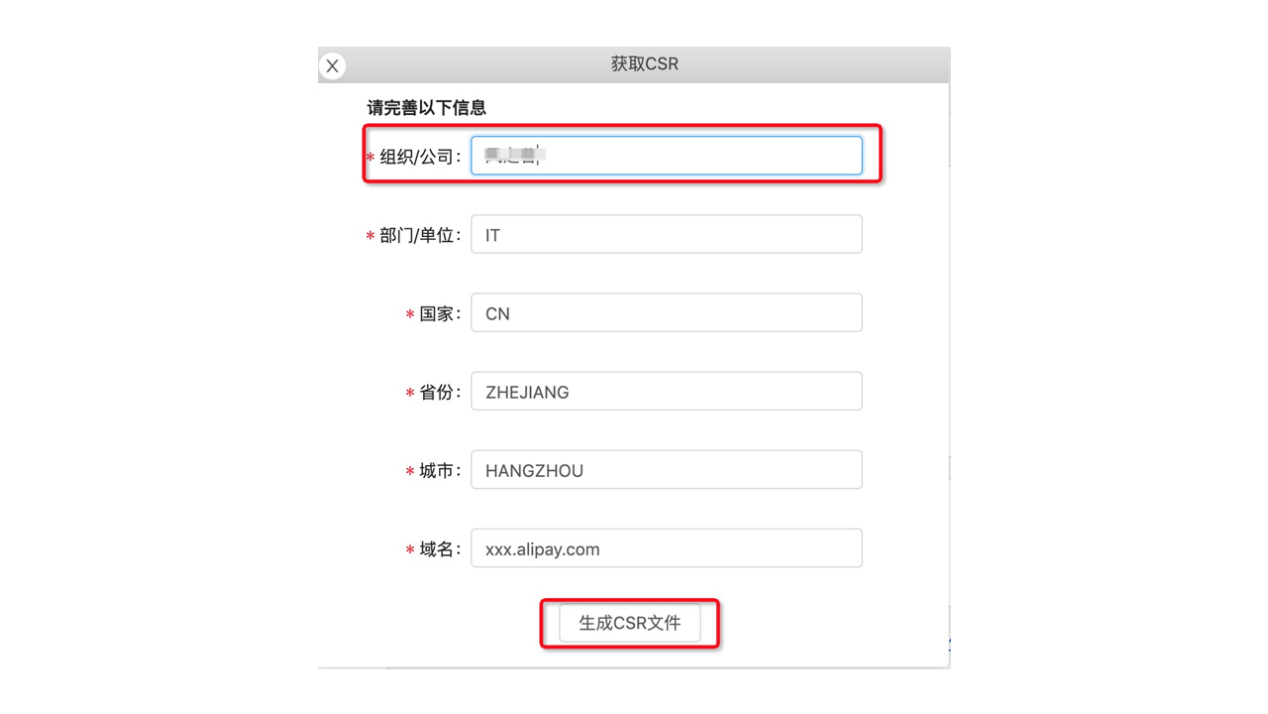 获取CSR
请完善以下信息
* 组织/公司:
* 部门/单位: IT
* 国家: CN
* 省份: ZHEJIANG
* 城市: HANGZHOU
* 域名: xxx.alipay.com
生成CSR文件